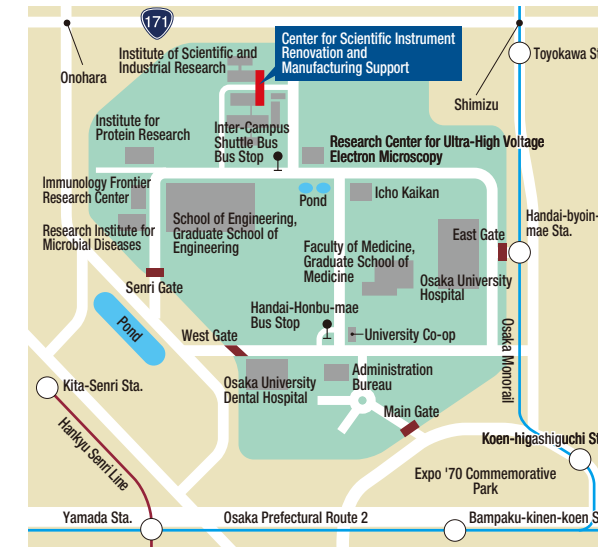 171
Onohara
Institute of Scientific and
Industrial Research
Center for Scientific Instrument
Renovation and
Manufacturing Support
Toyokawa St
Shimizu
Institute for
Protein Research
Inter-Campus
Shuttle Bus
Bus Stop
Research Center for Ultra-High Voltage
Electron Microscopy
Immunology Frontier
Research Center
Pond
Icho Kaikan
Research Institute for
Microbial Diseases
School of Engineering,
Graduate School of
Engineering
Faculty of Medicine,
Graduate School of
Medicine
East Gate
Handai-byoin-
mae Sta.
Osaka University
Hospital
Senri Gate
Pond
Handai-Honbu-mae
Bus Stop
West Gate
University Co-op
Osaka Monorail
Kita-Senri Sta.
Osaka University
Dental Hospital
Administration
Bureau
Main Gate
Hankyu Senri Line
Koen-higashiguchi St
Expo '70 Commemorative
Park
Yamada Sta.
Osaka Prefectural Route 2
Bampaku-kinen-koen S